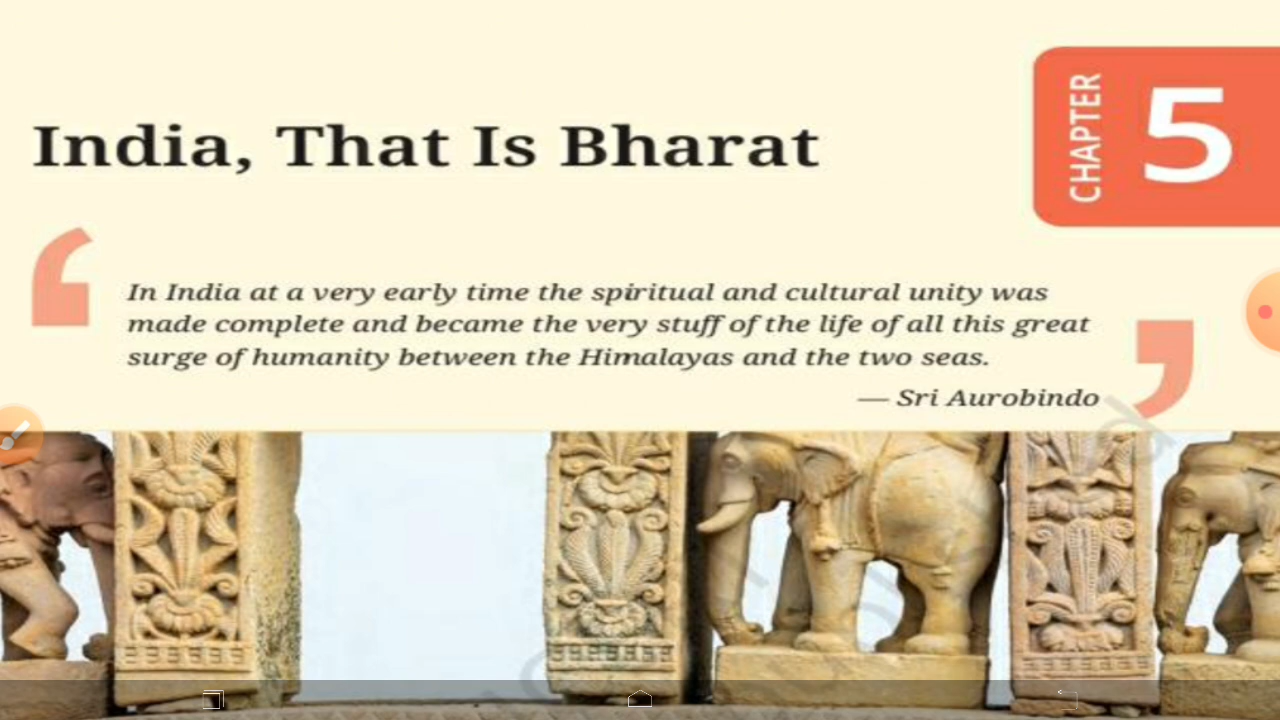 India, That Is Bharat
CHAPTER 5
In India at a very early time the spiritual and cultural unity was
made complete and became the very stuff of the life of all this great
surge of humanity between the Himalayas and the two seas.
— Sri Aurobindo